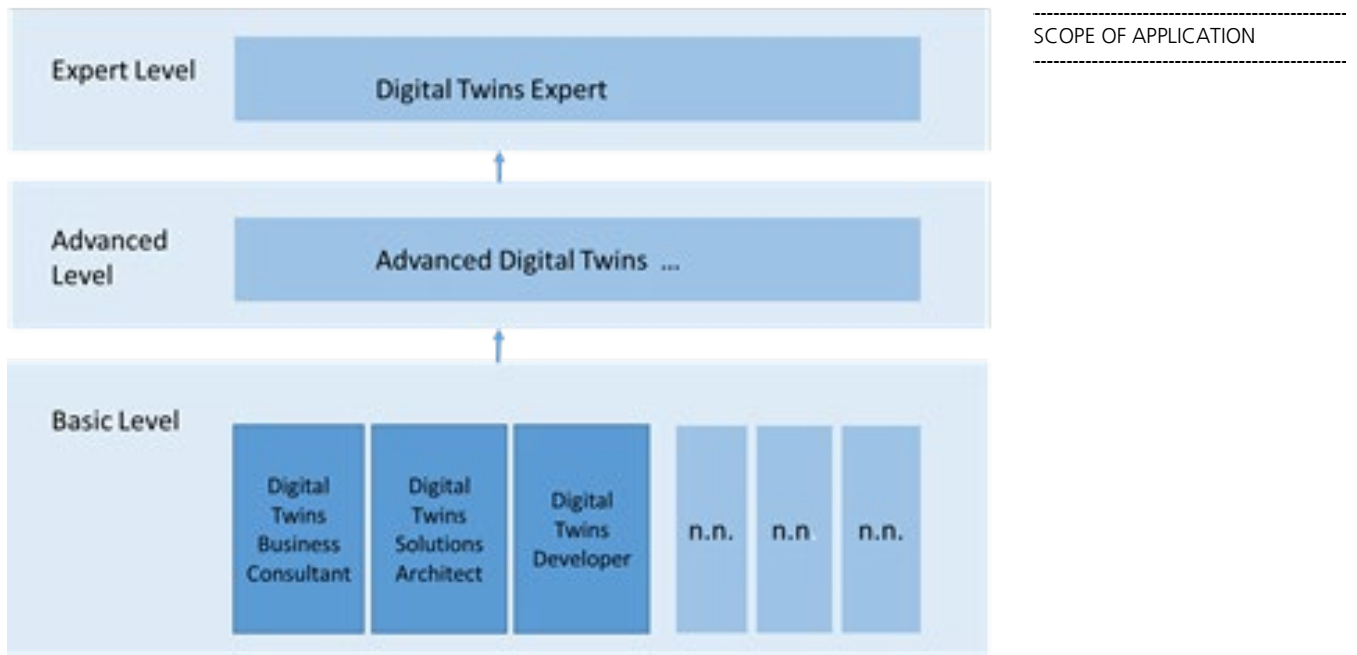 SCOPE OF APPLICATION
Expert Level
Digital Twins Expert
Advanced
Level
Advanced Digital Twins ...
Basic Level
Digital
Twins
Business
Consultant
Digital
Twins
Solutions
Architect
Digital
Twins
Developer
n.n.
n.n.
n.n.